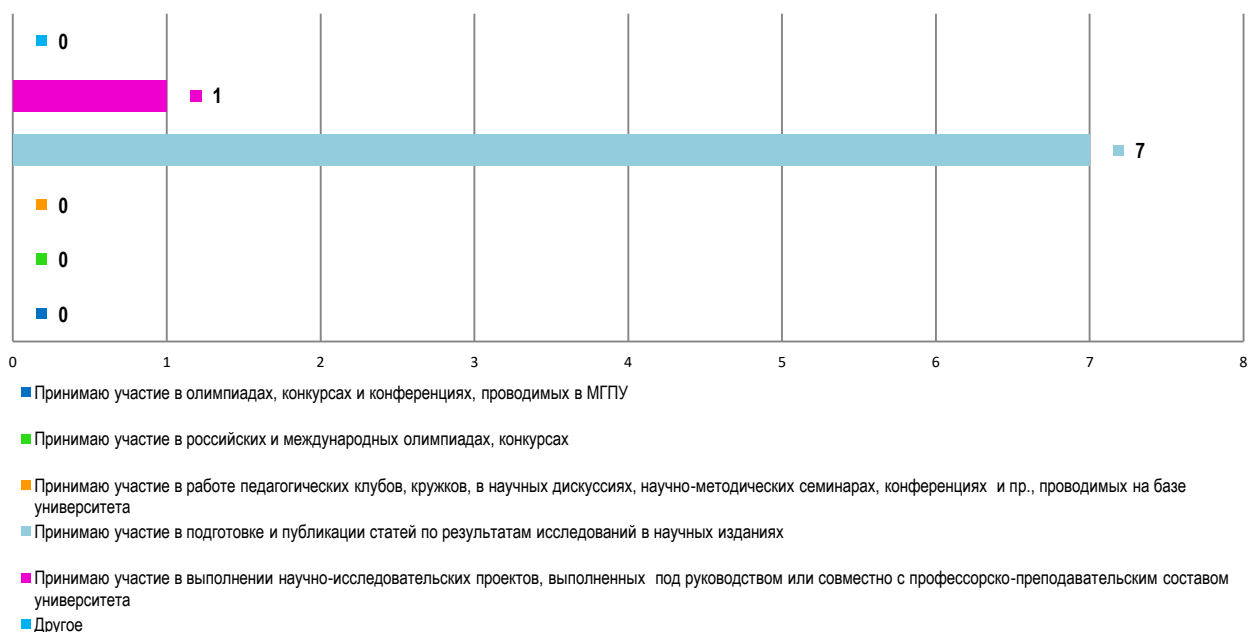 0
1
7
0
0
0
0 1 2 3 4 5 6 7 8
Принимаю участие в олимпиадах, конкурсах и конференциях, проводимых в МГПУ
Принимаю участие в российских и международных олимпиадах, конкурсах
Принимаю участие в работе педагогических клубов, кружков, в научных дискуссиях, научно-методических семинарах, конференциях и пр., проводимых на базе
университета
Принимаю участие в подготовке и публикации статей по результатам исследований в научных изданиях
Принимаю участие в выполнении научно-исследовательских проектов, выполненных под руководством или совместно с профессорско-преподавательским составом
университета
Другое